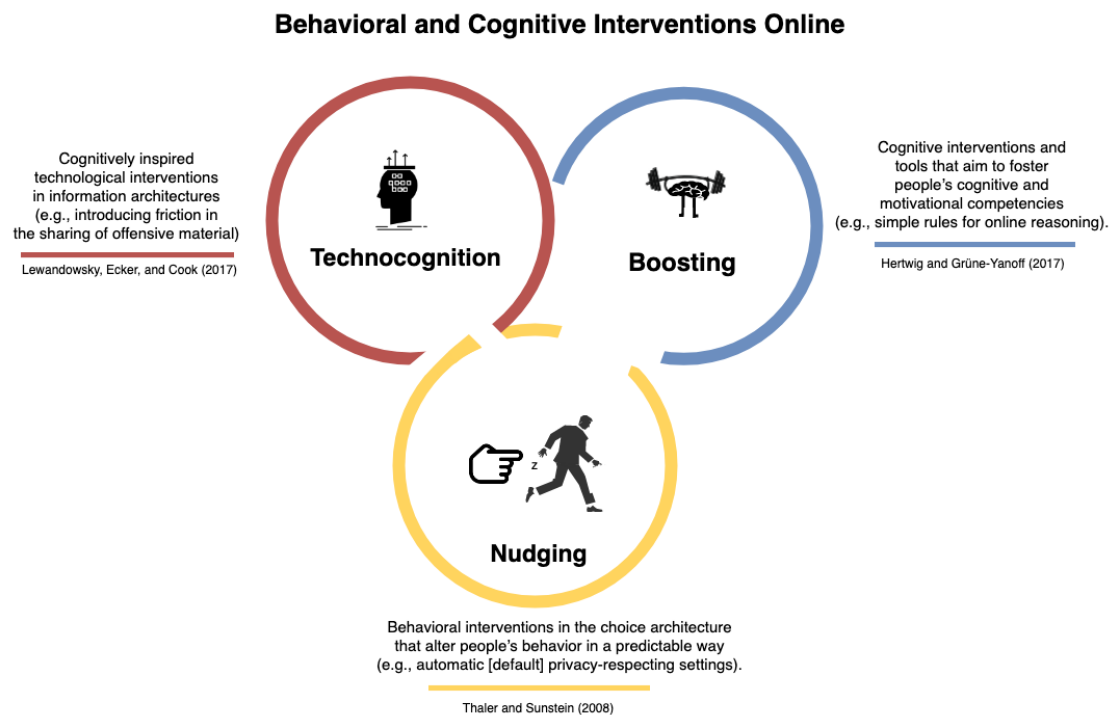 Behavioral and Cognitive Interventions Online
Cognitively inspired
technological interventions
in information architectures
(e.g., introducing friction in
the sharing of offensive material)
Lewandowsky, Ecker, and Cook (2017)
Technocognition
Boosting
Cognitive interventions and
tools that aim to foster
people’s cognitive and
motivational competencies
(e.g., simple rules for online reasoning).
Hertwig and Grüne-Yanoff (2017)
z
Nudging
Behavioral interventions in the choice architecture
that alter people’s behavior in a predictable way
(e.g., automatic [default] privacy-respecting settings).
Thaler and Sunstein (2008)